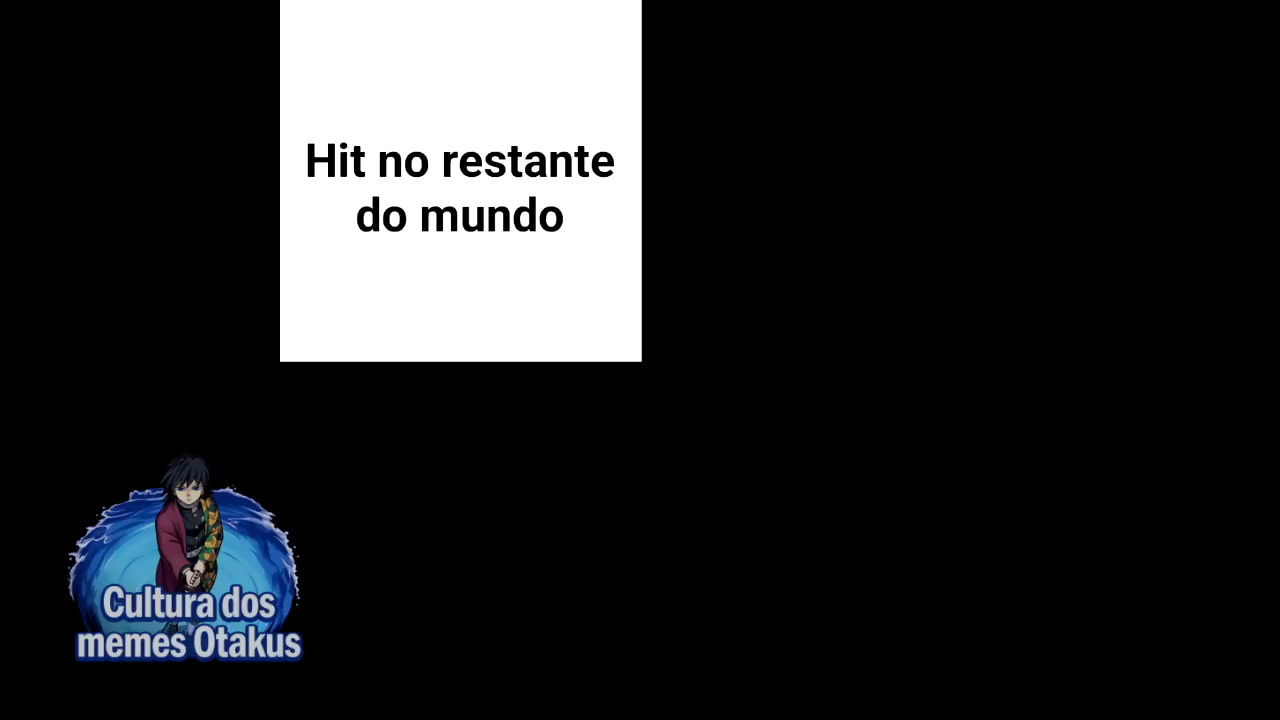 Hit no restante
do mundo
Cultura dos
memes Otakus